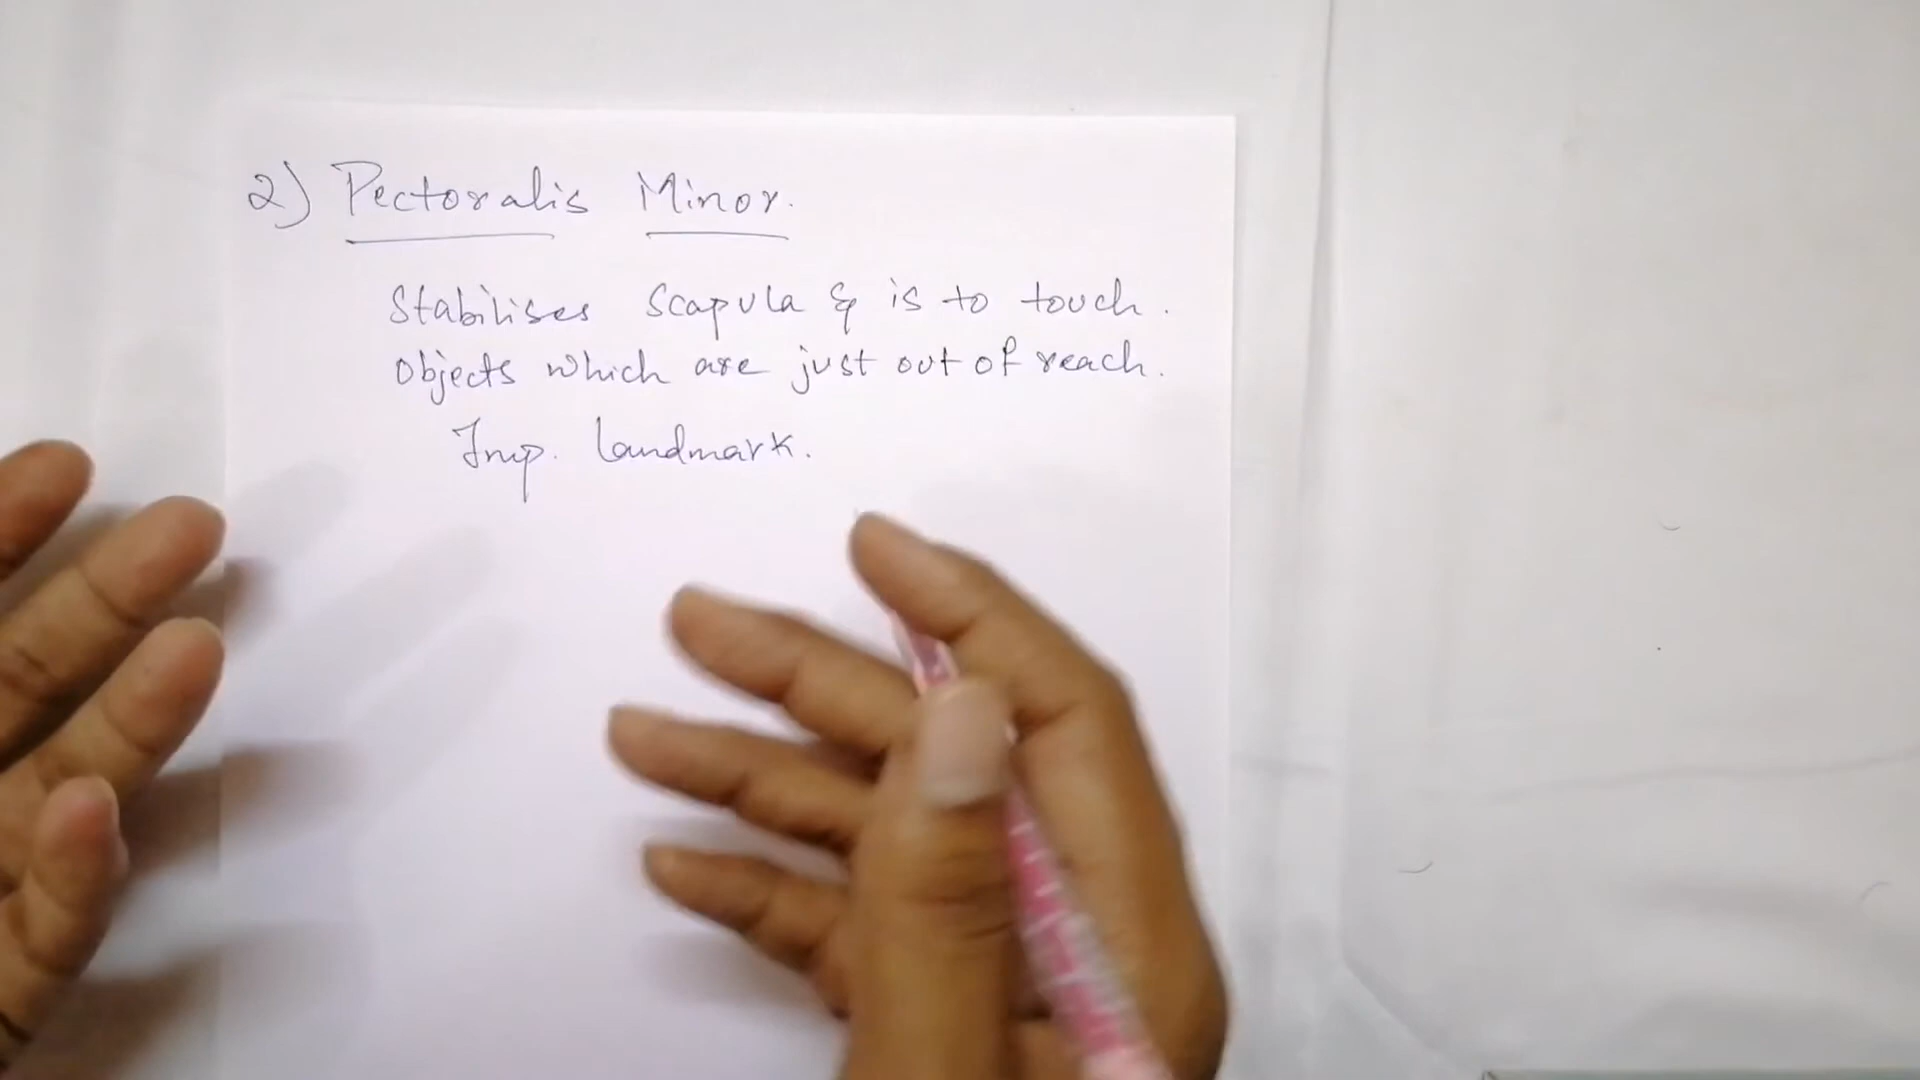 2) Pectoralis Minor.
Stabilises Scapula & is to touch.
Objects which are just out of reach.
Imp. landmark.